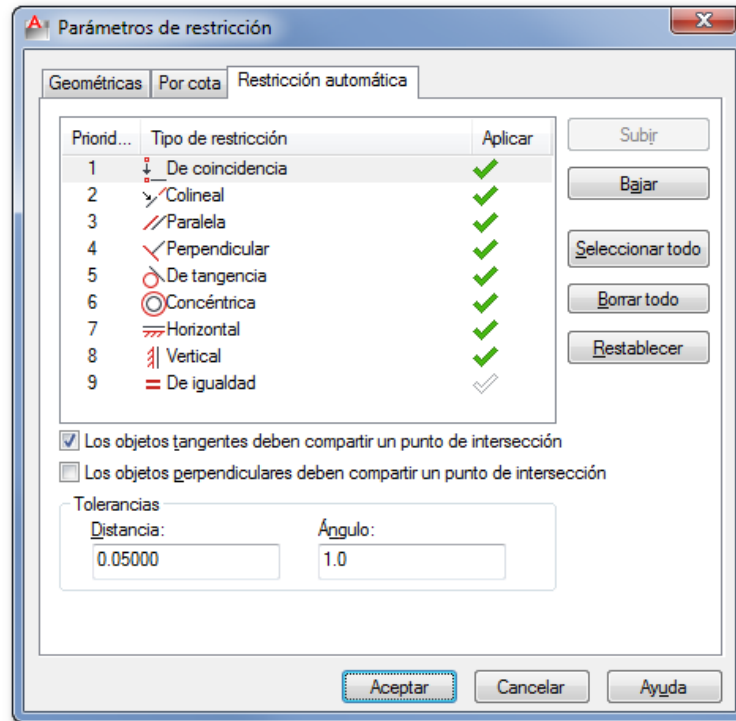 Parámetros de restricción
Geométricas Por cota Restricción automática
Priorid... Tipo de restricción Aplicar
1 De coincidencia
2 Colineal
3 Paralela
4 Perpendicular
5 De tangencia
6 Concéntrica
7 Horizontal
8 Vertical
9 De igualdad
Subir
Bajar
Seleccionar todo
Borrar todo
Restablecer
Los objetos tangentes deben compartir un punto de intersección
Los objetos perpendiculares deben compartir un punto de intersección
Tolerancias
Distancia: Ángulo:
0.05000 1.0
Aceptar Cancelar Ayuda